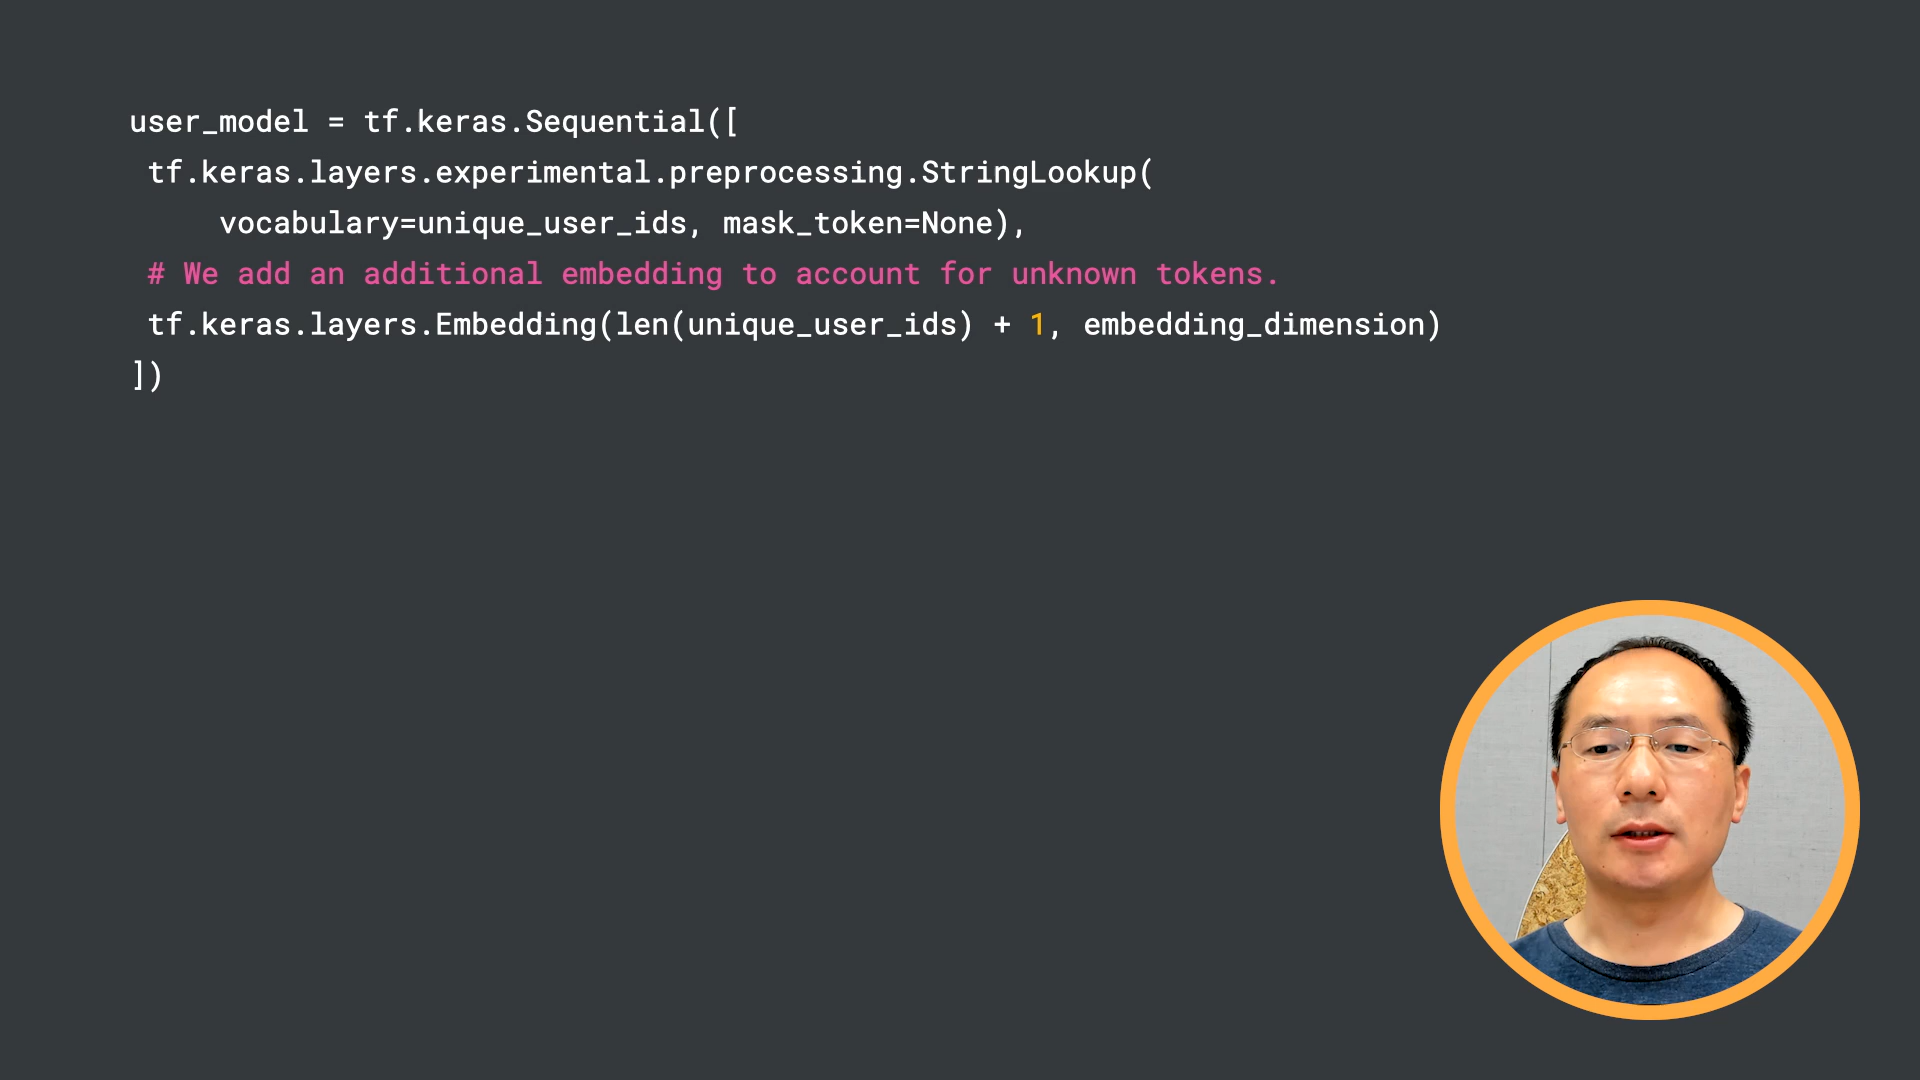 user_model = tf.keras.Sequential([
tf.keras.layers.experimental.preprocessing.StringLookup(
vocabulary=unique_user_ids, mask_token=None),
# We add an additional embedding to account for unknown tokens.
tf.keras.layers.Embedding(len(unique_user_ids) + 1, embedding_dimension)
])